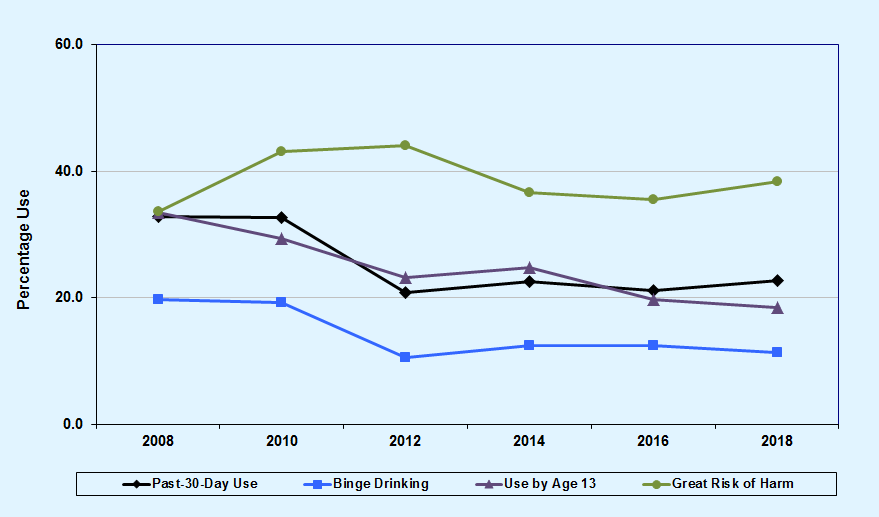 60.0
40.0
20.0
0.0
Percentage Use
2008 2010 2012 2014 2016 2018
Past-30-Day Use Binge Drinking Use by Age 13 Great Risk of Harm